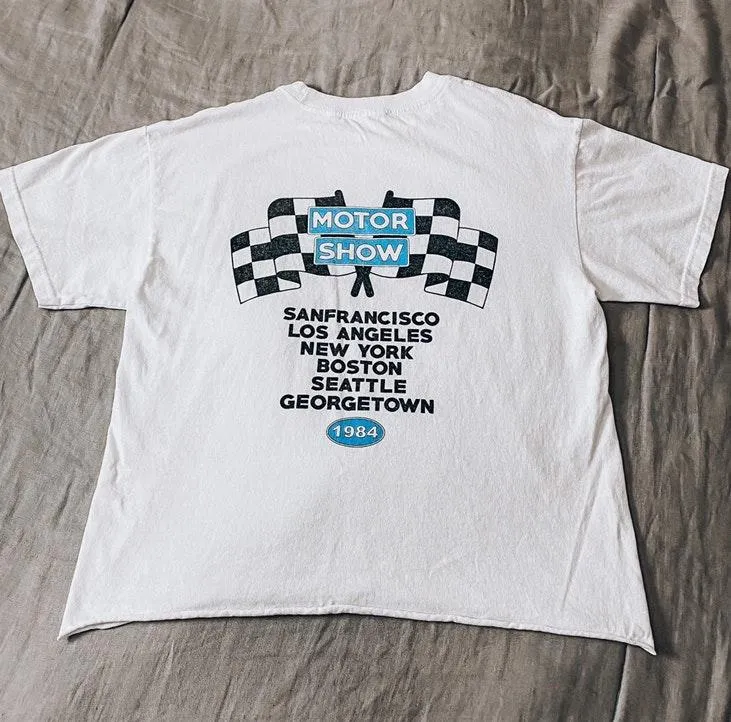 MOTOR
SHOW
SANFRANCISCO
LOS ANGELES
NEW YORK
BOSTON
SEATTLE
GEORGETOWN
1984